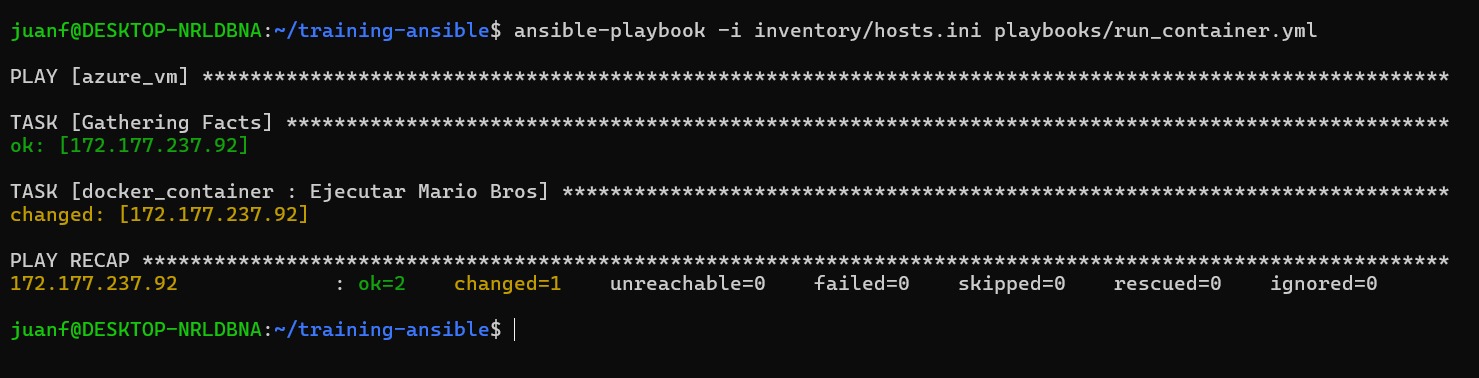 juanf@DESKTOP-NRLDBNA:~/training-ansible$ ansible-playbook -i inventory/hosts.ini playbooks/run_container.yml
PLAY [azure_vm] ********************************************************************************************************
TASK [Gathering Facts] *************************************************************************************************
ok: [172.177.237.92]
TASK [docker_container : Ejecutar Mario Bros] **************************************************************************
changed: [172.177.237.92]
PLAY RECAP *************************************************************************************************************
172.177.237.92             : ok=2    changed=1    unreachable=0    failed=0    skipped=0    rescued=0    ignored=0
juanf@DESKTOP-NRLDBNA:~/training-ansible$